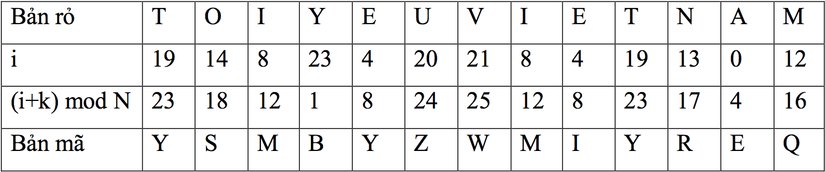 Bản rỏ T O I Y E U V I E T N A M
i 19 14 8 23 4 20 21 8 4 19 13 0 12
(i+k) mod N 23 18 12 1 8 24 25 12 8 23 17 4 16
Bản mã Y S M B Y Z W M I Y R E Q